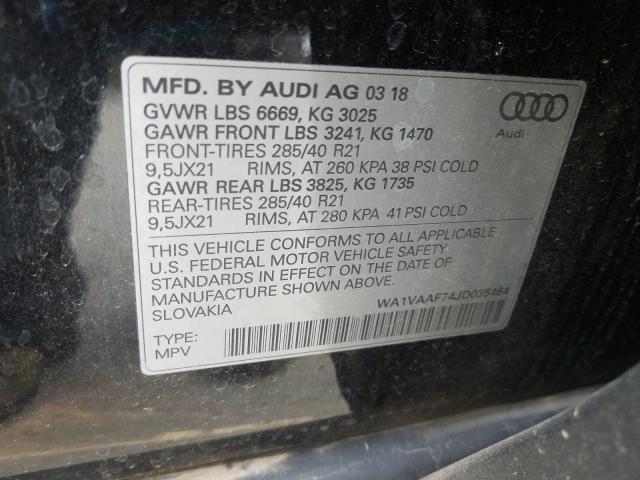 MFD. BY AUDI AG 03 18
GVWR LBS 6669, KG 3025
GAWR FRONT LBS 3241, KG 1470
FRONT-TIRES 285/40 R21
9,5JX21 RIMS, AT 260 KPA 38 PSI COLD
GAWR REAR LBS 3825, KG 1735
REAR-TIRES 285/40 R21
9,5JX21 RIMS, AT 280 KPA 41 PSI COLD
Audi
THIS VEHICLE CONFORMS TO ALL APPLICABLE
U.S. FEDERAL MOTOR VEHICLE SAFETY
STANDARDS IN EFFECT ON THE DATE OF
MANUFACTURE SHOWN ABOVE.
SLOVAKIA
WA1VAAF74JD035464
TYPE:
MPV